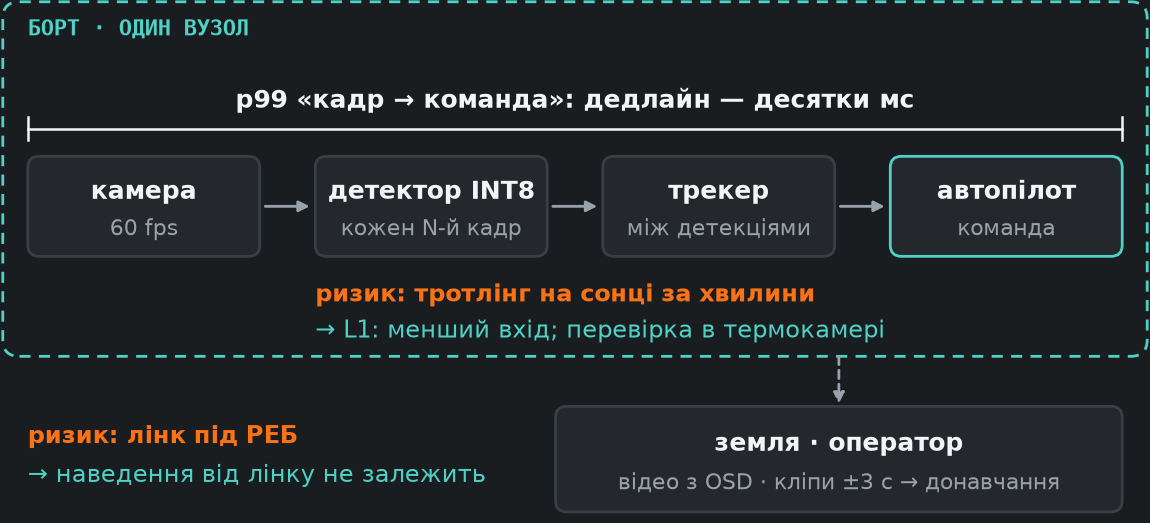 БОРТ · ОДИН ВУЗОЛ
p99 «кадр → команда»: дедлайн — десятки мс
камера
60 fps
детектор INT8
кожен N-й кадр
трекер
між детекціями
автопілот
команда
ризик: тротлінг на сонці за хвилини
→ L1: менший вхід; перевірка в термокамері
ризик: лінк під РЕБ
→ наведення від лінку не залежить
земля · оператор
відео з OSD · кліпи ±3 с → донавчання